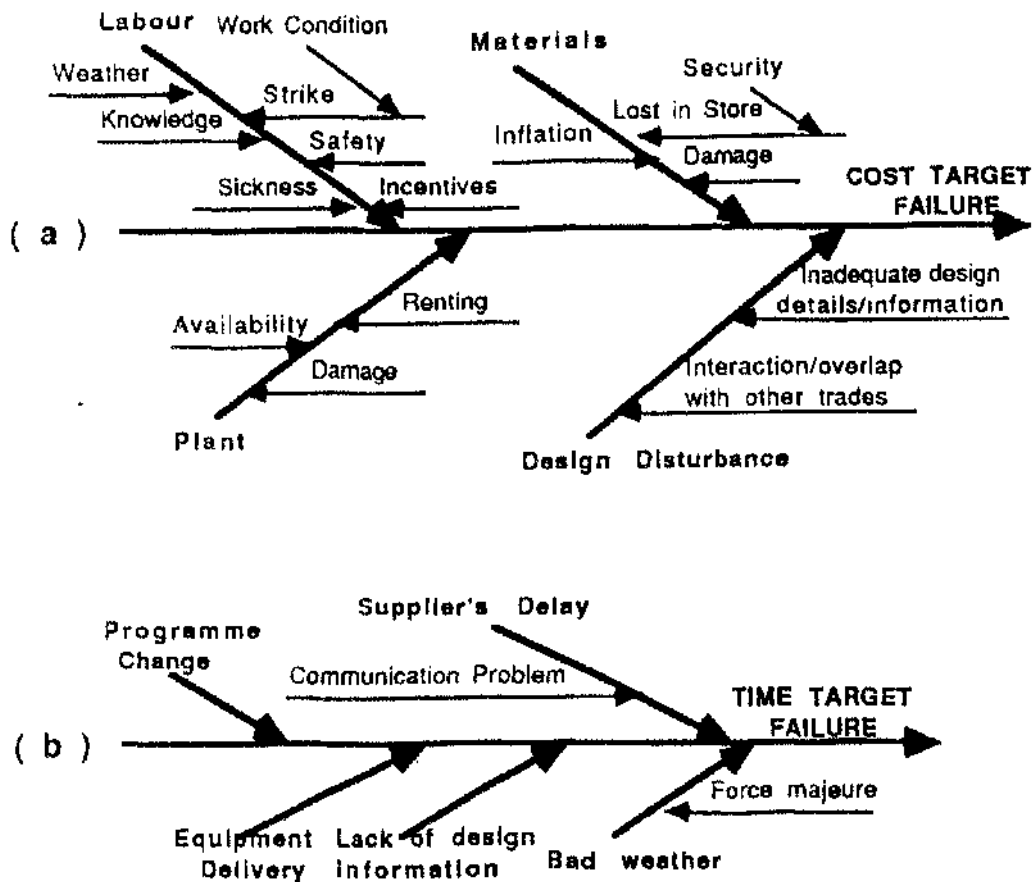 Labour
Work Condition
Materials
Weather
Strike
Security
Knowledge
Lost in Store
Safety
Inflation
Damage
Sickness
Incentives
COST TARGET
FAILURE
( a )
Inadequate design
details/information
Renting
Availability
Damage
Interaction/overlap
with other trades
Plant
Design Disturbance
Supplier's Delay
Programme
Change
Communication Problem
TIME TARGET
FAILURE
( b )
Force majeure
Equipment
Delivery
Lack of design
Information
Bad weather